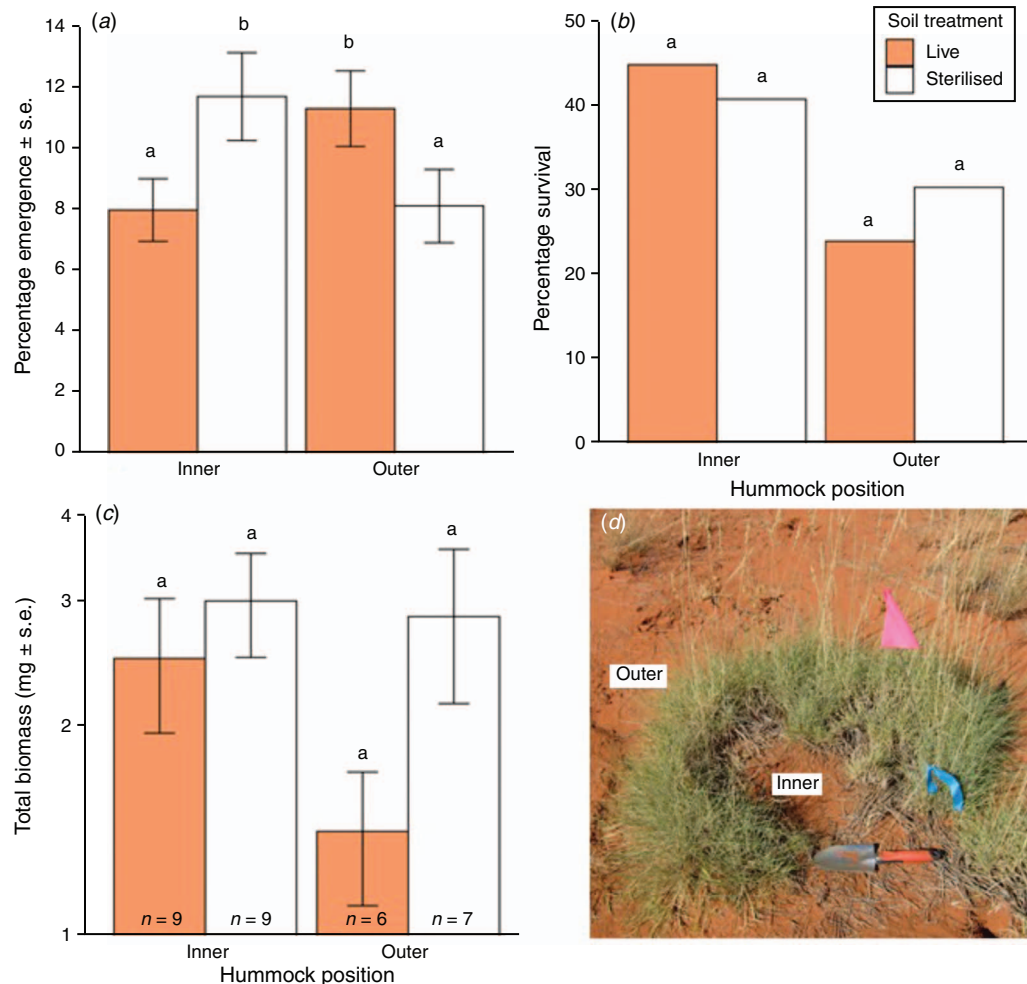 (a)
Percentage emergence ± s.e.
14
12
10
8
6
4
2
0
a
b
b
a
Inner
Outer
(b)
Soil treatment
Live
Sterilised
Percentage survival
50
40
30
20
10
0
a
a
a
a
Inner
Outer
Hummock position
(c)
Total biomass (mg ± s.e.)
4
3
2
1
a
a
a
a
n = 9
n = 9
n = 6
n = 7
Inner
Outer
Hummock position
(d)
Outer
Inner